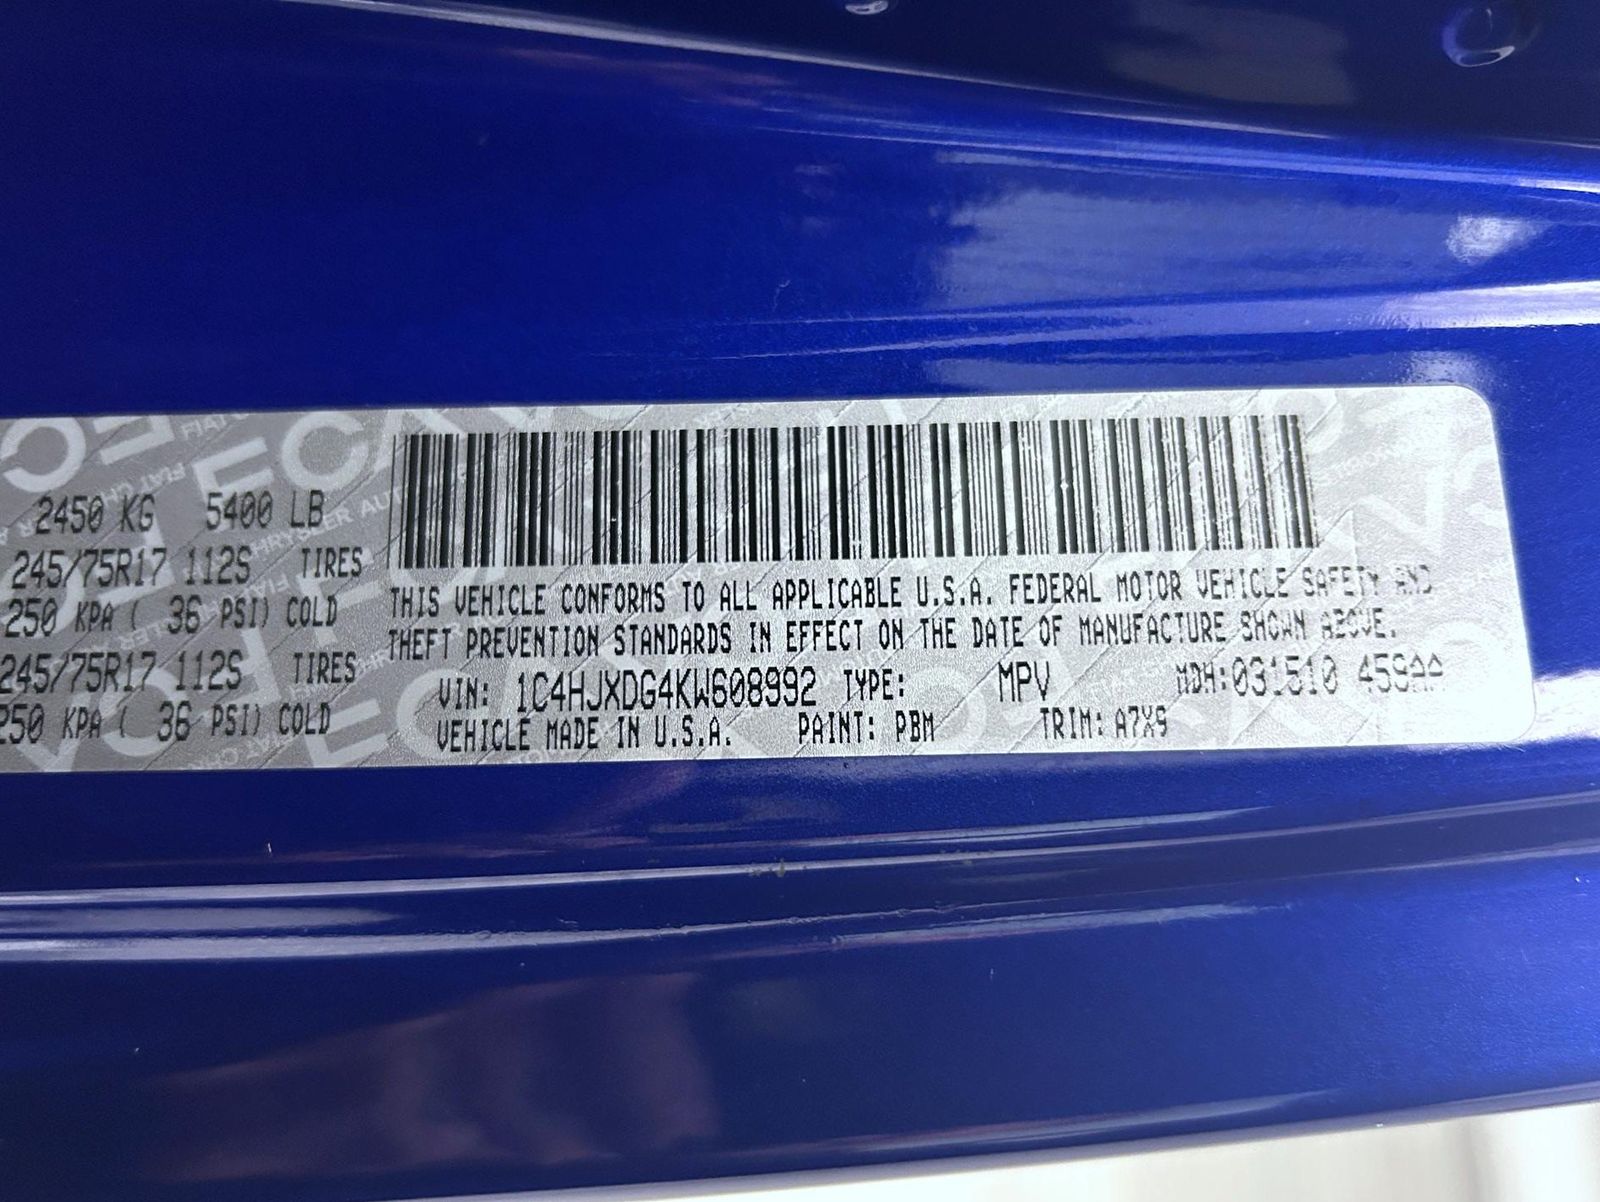 2450 KG 5400 LB
245/75R17 112S TIRES
250 KPA ( 36 PSI) COLD
245/75R17 112S TIRES
250 KPA ( 36 PSI) COLD
THIS VEHICLE CONFORMS TO ALL APPLICABLE U.S.A. FEDERAL MOTOR VEHICLE SAFETY AND
THEFT PREVENTION STANDARDS IN EFFECT ON THE DATE OF MANUFACTURE SHOWN ABOVE.
VIN: 1C4HJXDG4KW608992 TYPE: MPV MDH:031510 459AA
VEHICLE MADE IN U.S.A. PAINT: PBM TRIM: A7X9